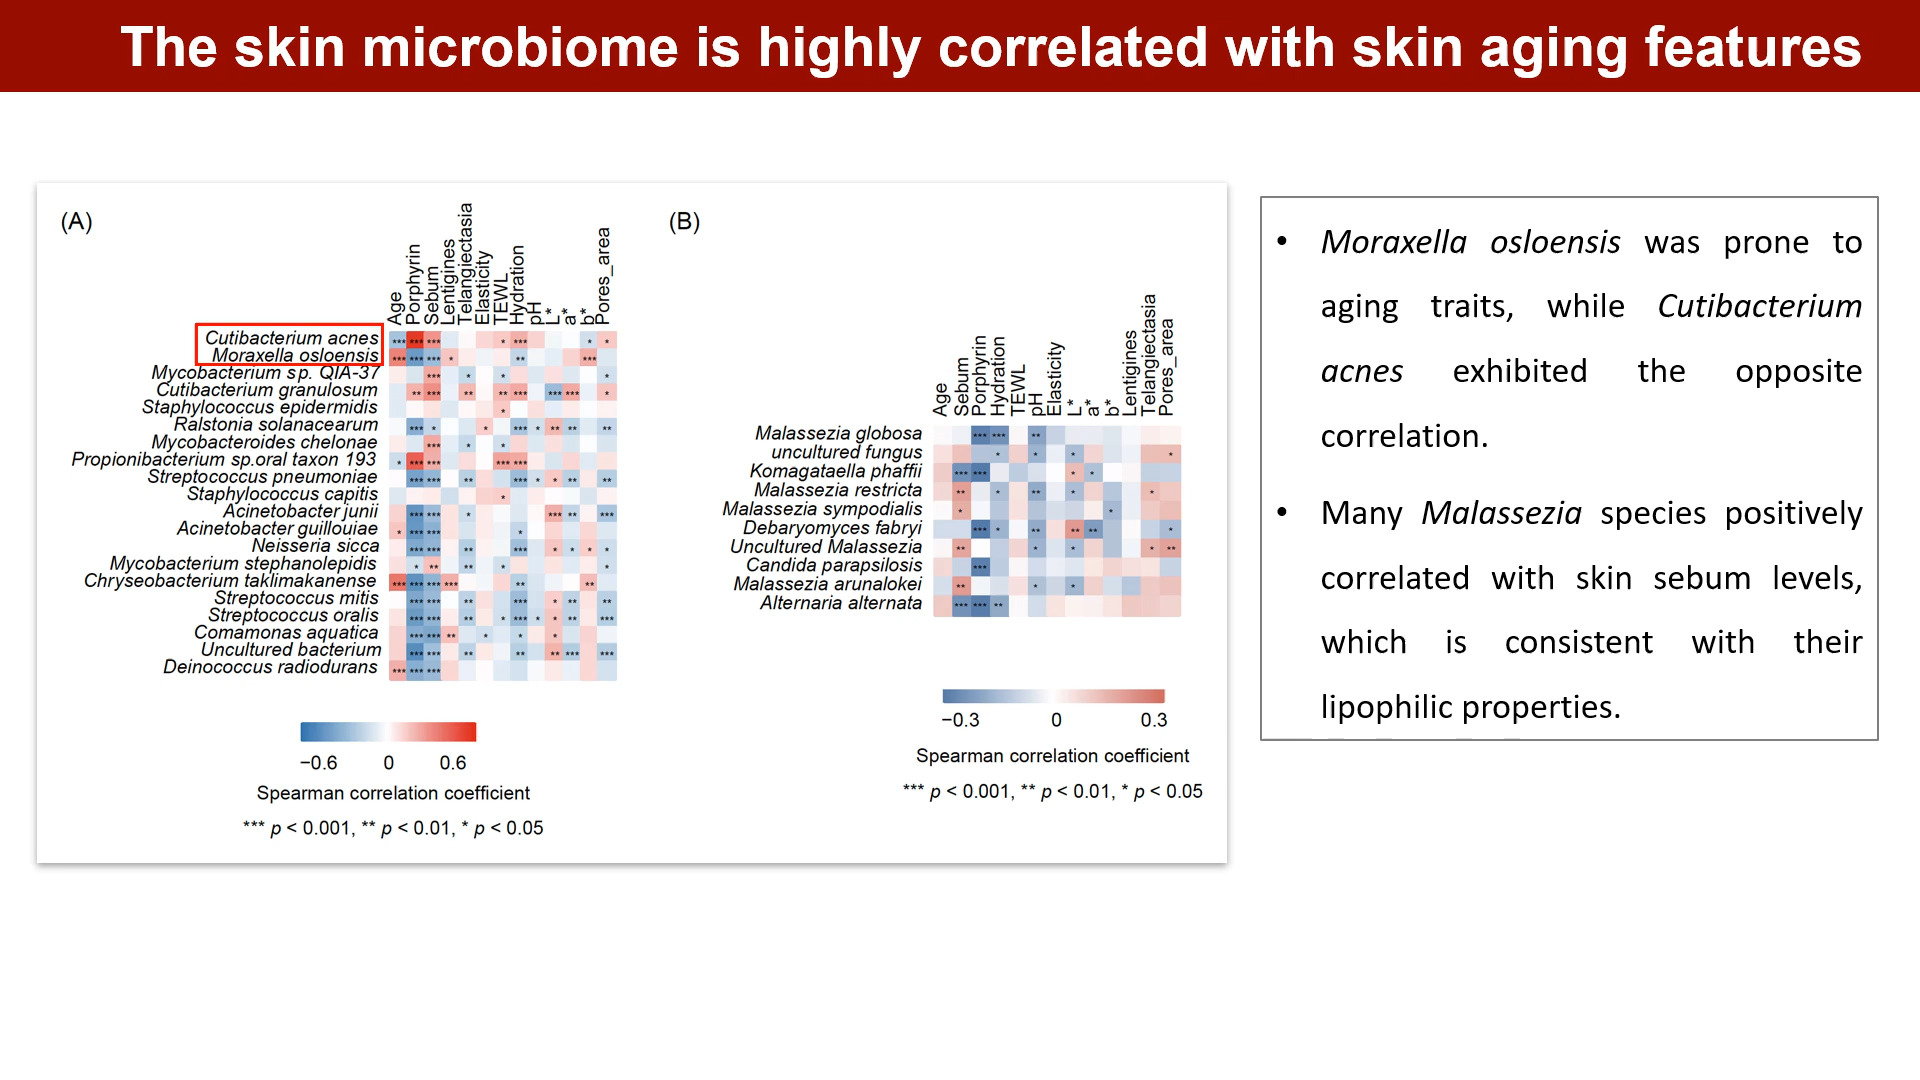 The skin microbiome is highly correlated with skin aging features
(A)
Age
Porphyrin
Sebum
Lentigines
Telangiectasia
Elasticity
TEWL
Hydration
pH
L*
a*
b*
Pores_area
Cutibacterium acnes
Moraxella osloensis
Mycobacterium sp. QIA-37
Cutibacterium granulosum
Staphylococcus epidermidis
Ralstonia solanacearum
Mycobacteroides chelonae
Propionibacterium sp.oral taxon 193
Streptococcus pneumoniae
Staphylococcus capitis
Acinetobacter junii
Acinetobacter guillouiae
Neisseria sicca
Mycobacterium stephanolepidis
Chryseobacterium taklimakanense
Streptococcus mitis
Streptococcus oralis
Comamonas aquatica
Uncultured bacterium
Deinococcus radiodurans
−0.6 0 0.6
Spearman correlation coefficient
*** p < 0.001, ** p < 0.01, * p < 0.05
(B)
Age
Sebum
Porphyrin
Hydration
TEWL
pH
Elasticity
L*
a*
b*
Lentigines
Telangiectasia
Pores_area
Malassezia globosa
uncultured fungus
Komagataella phaffii
Malassezia restricta
Malassezia sympodialis
Debaryomyces fabryi
Uncultured Malassezia
Candida parapsilosis
Malassezia arunalokei
Alternaria alternata
−0.3 0 0.3
Spearman correlation coefficient
*** p < 0.001, ** p < 0.01, * p < 0.05
• Moraxella osloensis was prone to
aging traits, while Cutibacterium
acnes exhibited the opposite
correlation.
• Many Malassezia species positively
correlated with skin sebum levels,
which is consistent with their
lipophilic properties.